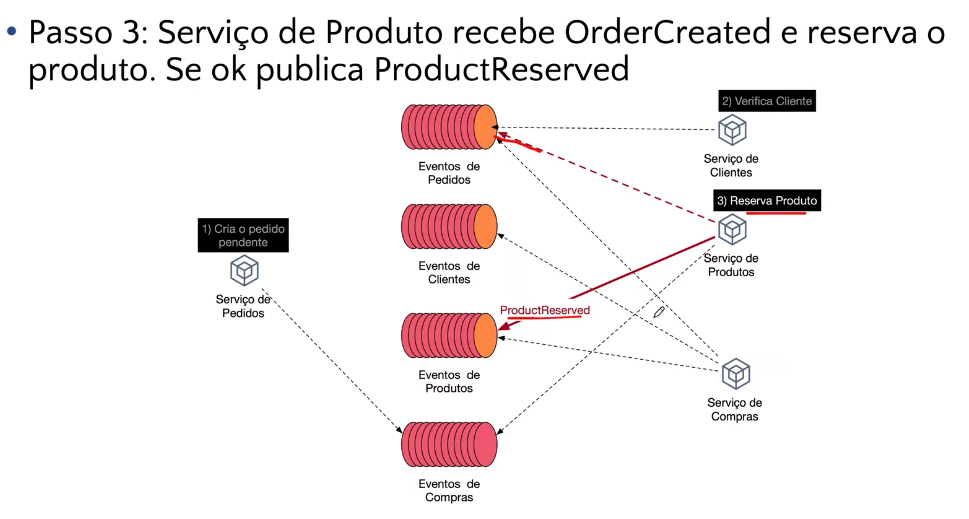 • Passo 3: Serviço de Produto recebe OrderCreated e reserva o
produto. Se ok publica ProductReserved
2) Verifica Cliente
Eventos de
Pedidos
Serviço de
Clientes
3) Reserva Produto
1) Cria o pedido
pendente
Eventos de
Clientes
Serviço de
Produtos
Serviço de
Pedidos
ProductReserved
Eventos de
Produtos
Serviço de
Compras
Eventos de
Compras